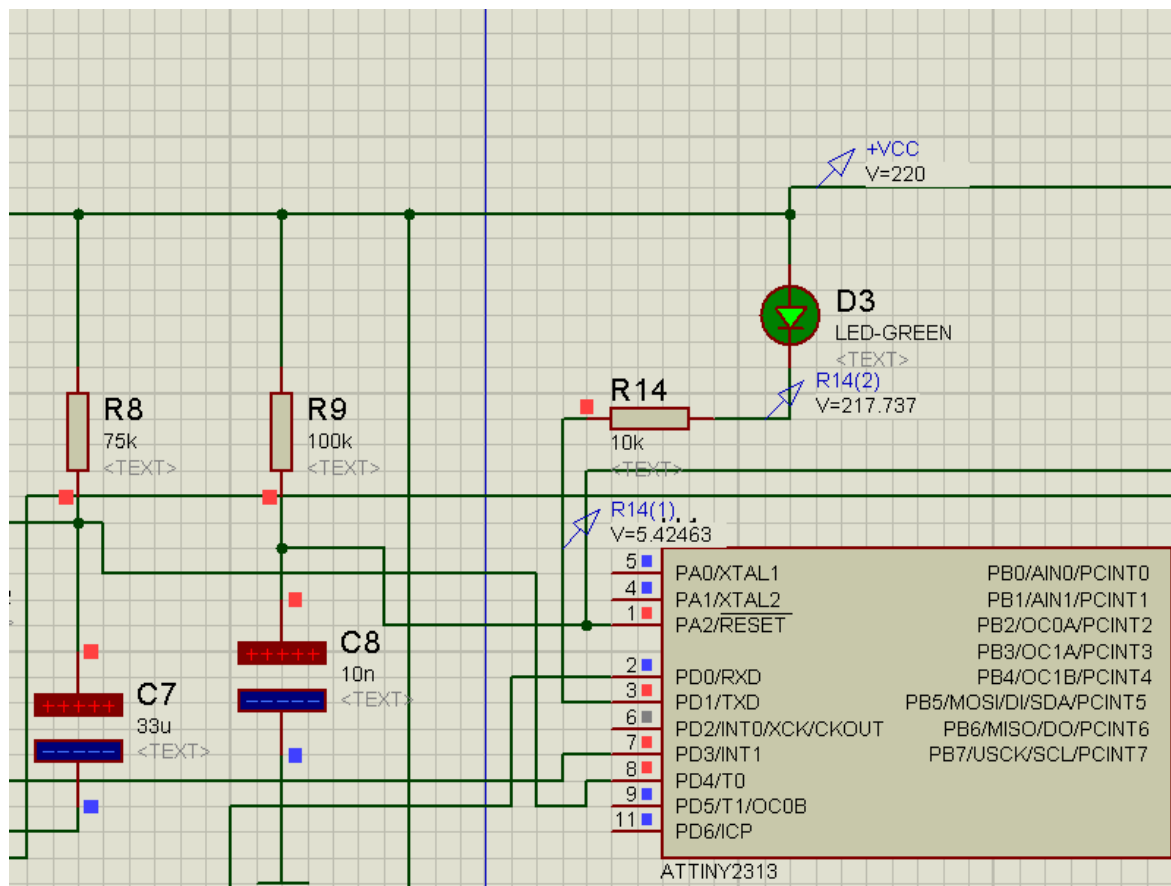 +VCC
V=220
D3
LED-GREEN
<TEXT>
R14(2)
V=217.737
R14
10k
<TEXT>
R8
75k
<TEXT>
R9
100k
<TEXT>
R14(1)
V=5.42463
C7
33u
<TEXT>
C8
10n
<TEXT>
5 PA0/XTAL1
4 PA1/XTAL2
1 PA2/RESET
2 PD0/RXD
3 PD1/TXD
6 PD2/INT0/XCK/CKOUT
7 PD3/INT1
8 PD4/T0
9 PD5/T1/OC0B
11 PD6/ICP
PB0/AIN0/PCINT0
PB1/AIN1/PCINT1
PB2/OC0A/PCINT2
PB3/OC1A/PCINT3
PB4/OC1B/PCINT4
PB5/MOSI/DI/SDA/PCINT5
PB6/MISO/DO/PCINT6
PB7/USCK/SCL/PCINT7
ATTINY2313